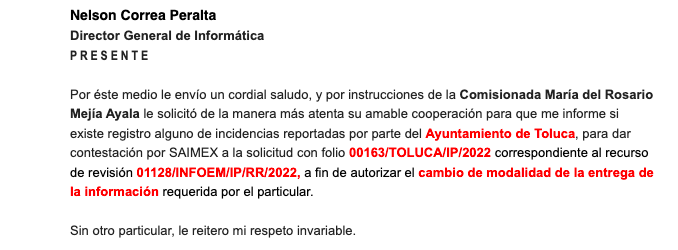 Nelson Correa Peralta
Director General de Informática
P R E S E N T E
Por éste medio le envío un cordial saludo, y por instrucciones de la Comisionada María del Rosario
Mejía Ayala le solicitó de la manera más atenta su amable cooperación para que me informe si
existe registro alguno de incidencias reportadas por parte del Ayuntamiento de Toluca, para dar
contestación por SAIMEX a la solicitud con folio 00163/TOLUCA/IP/2022 correspondiente al recurso
de revisión 01128/INFOEM/IP/RR/2022, a fin de autorizar el cambio de modalidad de la entrega de
la información requerida por el particular.
Sin otro particular, le reitero mi respeto invariable.